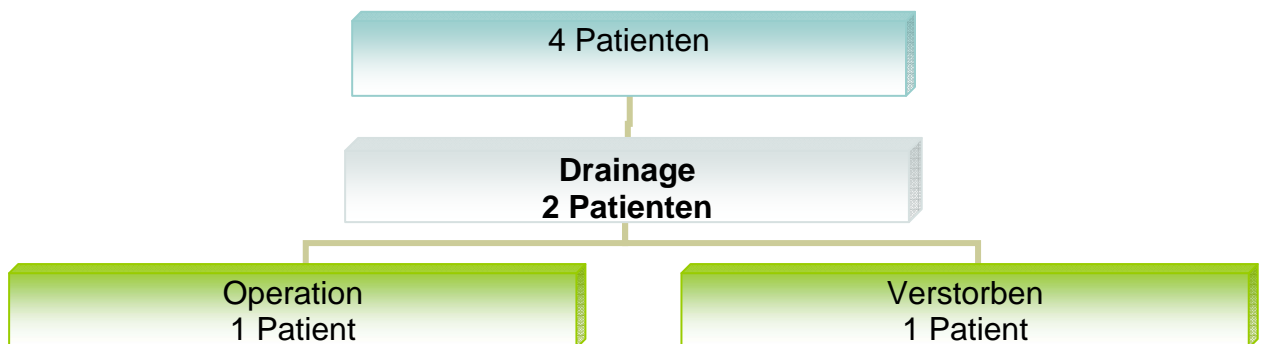 4 Patienten
Drainage
2 Patienten
Operation
1 Patient
Verstorben
1 Patient